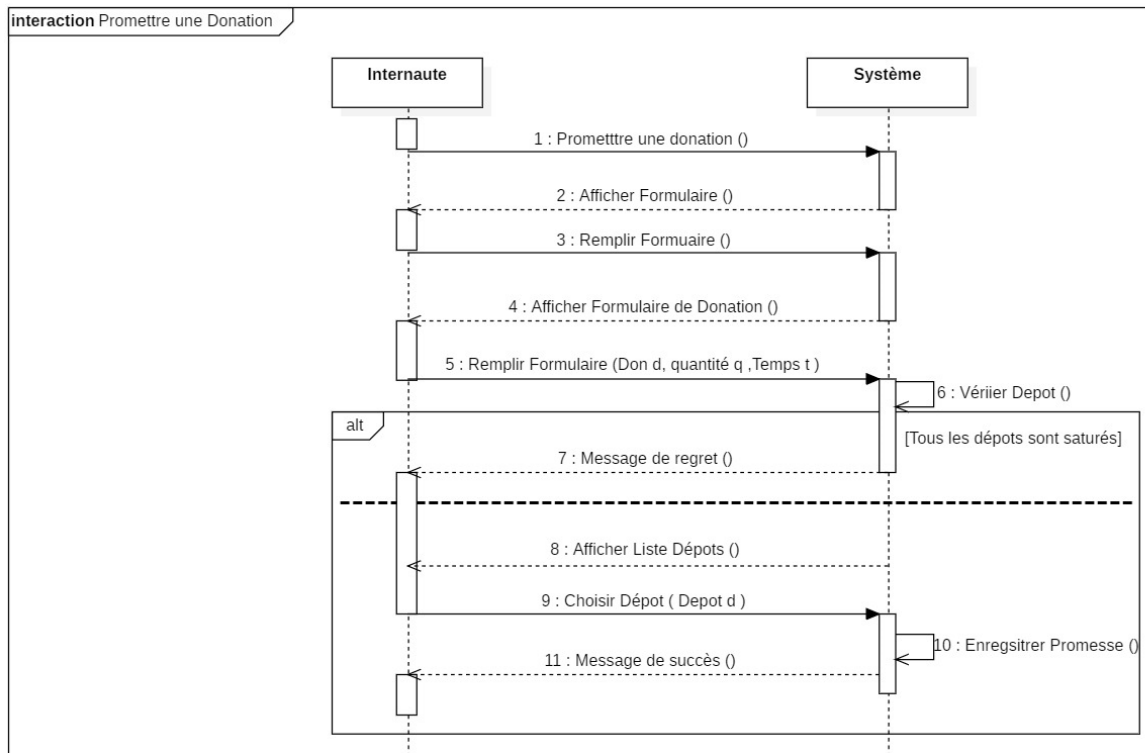 interaction Promettre une Donation
Internaute
Système
1 : Prometttre une donation ()
2 : Afficher Formulaire ()
3 : Remplir Formuaire ()
4 : Afficher Formulaire de Donation ()
5 : Remplir Formulaire (Don d, quantité q ,Temps t )
6 : Vériier Depot ()
alt
[Tous les dépots sont saturés]
7 : Message de regret ()
8 : Afficher Liste Dépots ()
9 : Choisir Dépot ( Depot d )
10 : Enregsitrer Promesse ()
11 : Message de succès ()